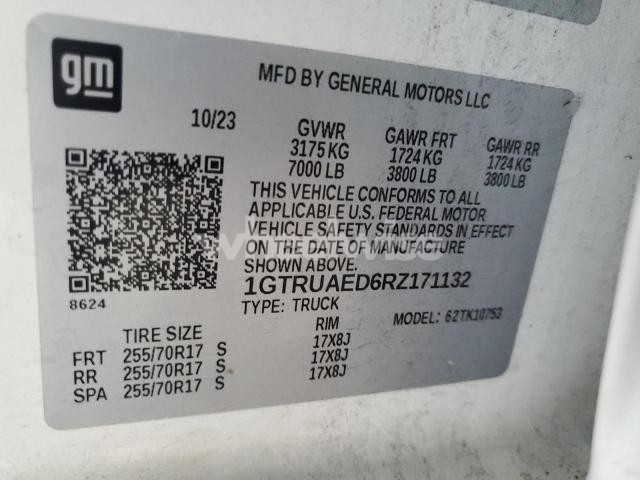 gm
MFD BY GENERAL MOTORS LLC
10/23 GVWR GAWR FRT GAWR RR
3175 KG 1724 KG 1724 KG
7000 LB 3800 LB 3800 LB
THIS VEHICLE CONFORMS TO ALL
APPLICABLE U.S. FEDERAL MOTOR
VEHICLE SAFETY STANDARDS IN EFFECT
ON THE DATE OF MANUFACTURE
SHOWN ABOVE.
8624
1GTRUAED6RZ171132
TYPE: TRUCK MODEL: 62TK10753
TIRE SIZE RIM
FRT 255/70R17 S 17X8J
RR 255/70R17 S 17X8J
SPA 255/70R17 S 17X8J